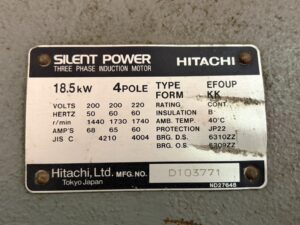 SILENT POWER HITACHI
THREE PHASE INDUCTION MOTOR
18.5kW 4POLE TYPE EFOUP
FORM KK
VOLTS 200 200 220 RATING CONT.
HERTZ 50 60 60 INSULATION B
r/min 1440 1730 1740 AMB. TEMP. 40°C
AMP'S 68 65 60 PROTECTION JP22
JIS C 4210 4004 BRG. D.S. 6310ZZ
BRG. O.S. 6309ZZ
Hitachi, Ltd. MFG. NO. D103771
Tokyo Japan
ND27648